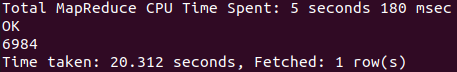 Total MapReduce CPU Time Spent: 5 seconds 180 msec
OK
6984
Time taken: 20.312 seconds, Fetched: 1 row(s)